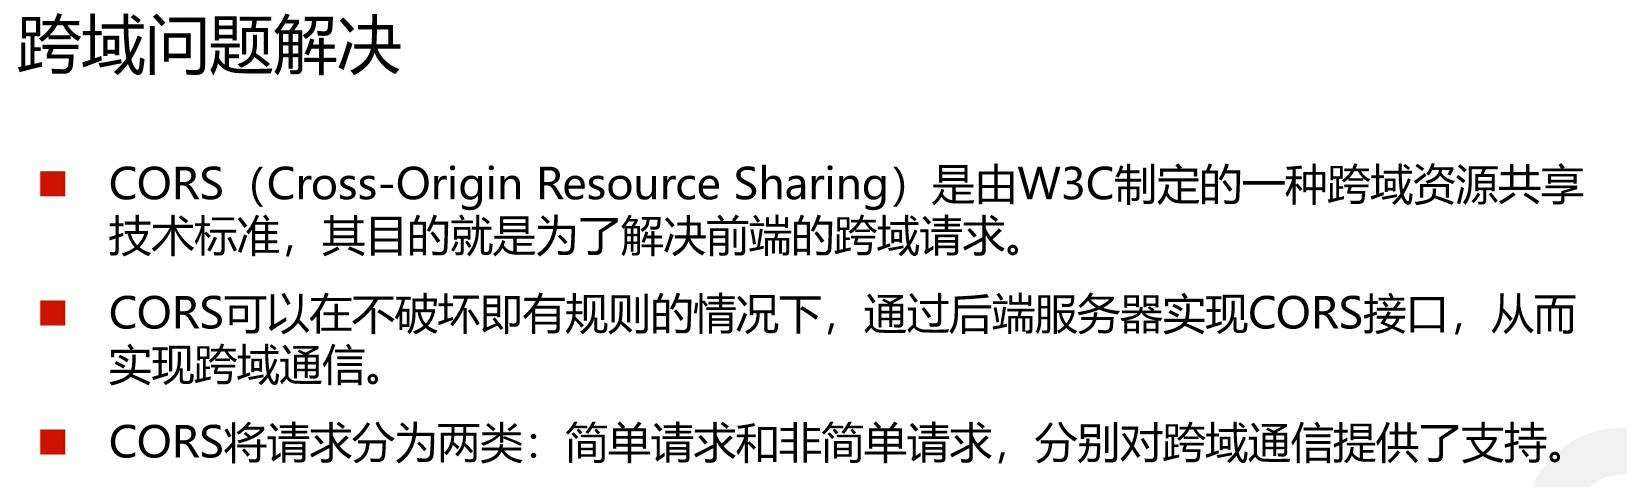 跨域问题解决
CORS（Cross-Origin Resource Sharing）是由W3C制定的一种跨域资源共享
技术标准，其目的就是为了解决前端的跨域请求。
CORS可以在不破坏即有规则的情况下，通过后端服务器实现CORS接口，从而
实现跨域通信。
CORS将请求分为两类：简单请求和非简单请求，分别对跨域通信提供了支持。